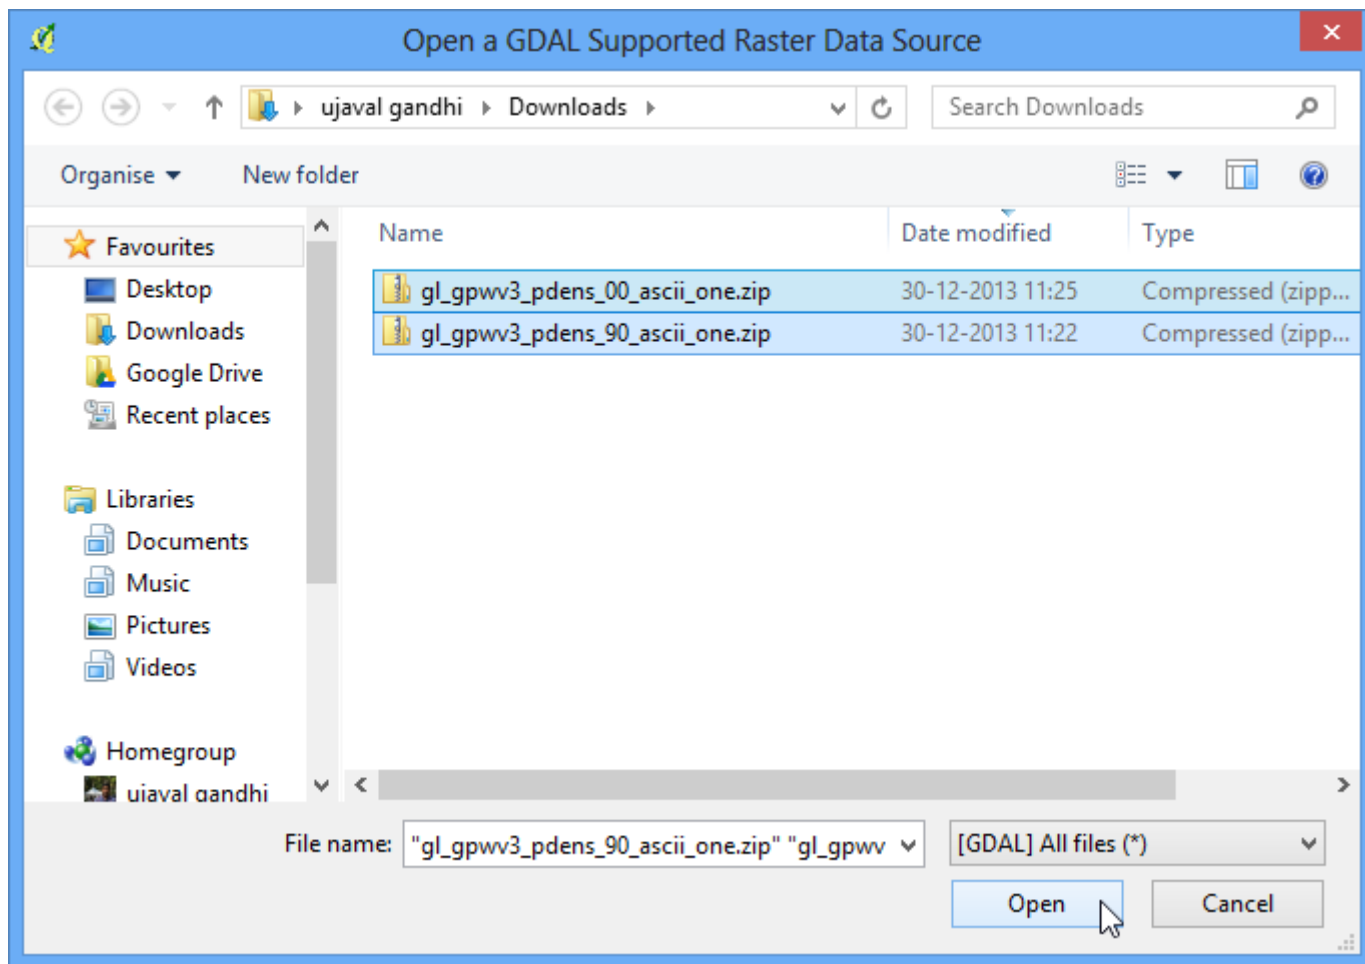 Open a GDAL Supported Raster Data Source
ujaval gandhi Downloads
Search Downloads
Organise New folder
Name Date modified Type
Favourites
Desktop
Downloads
Google Drive
Recent places
Libraries
Documents
Music
Pictures
Videos
Homegroup
ujaval gandhi
gl_gpwv3_pdens_00_ascii_one.zip 30-12-2013 11:25 Compressed (zipp...
gl_gpwv3_pdens_90_ascii_one.zip 30-12-2013 11:22 Compressed (zipp...
File name: "gl_gpwv3_pdens_90_ascii_one.zip" "gl_gpwv [GDAL] All files (*)
Open Cancel